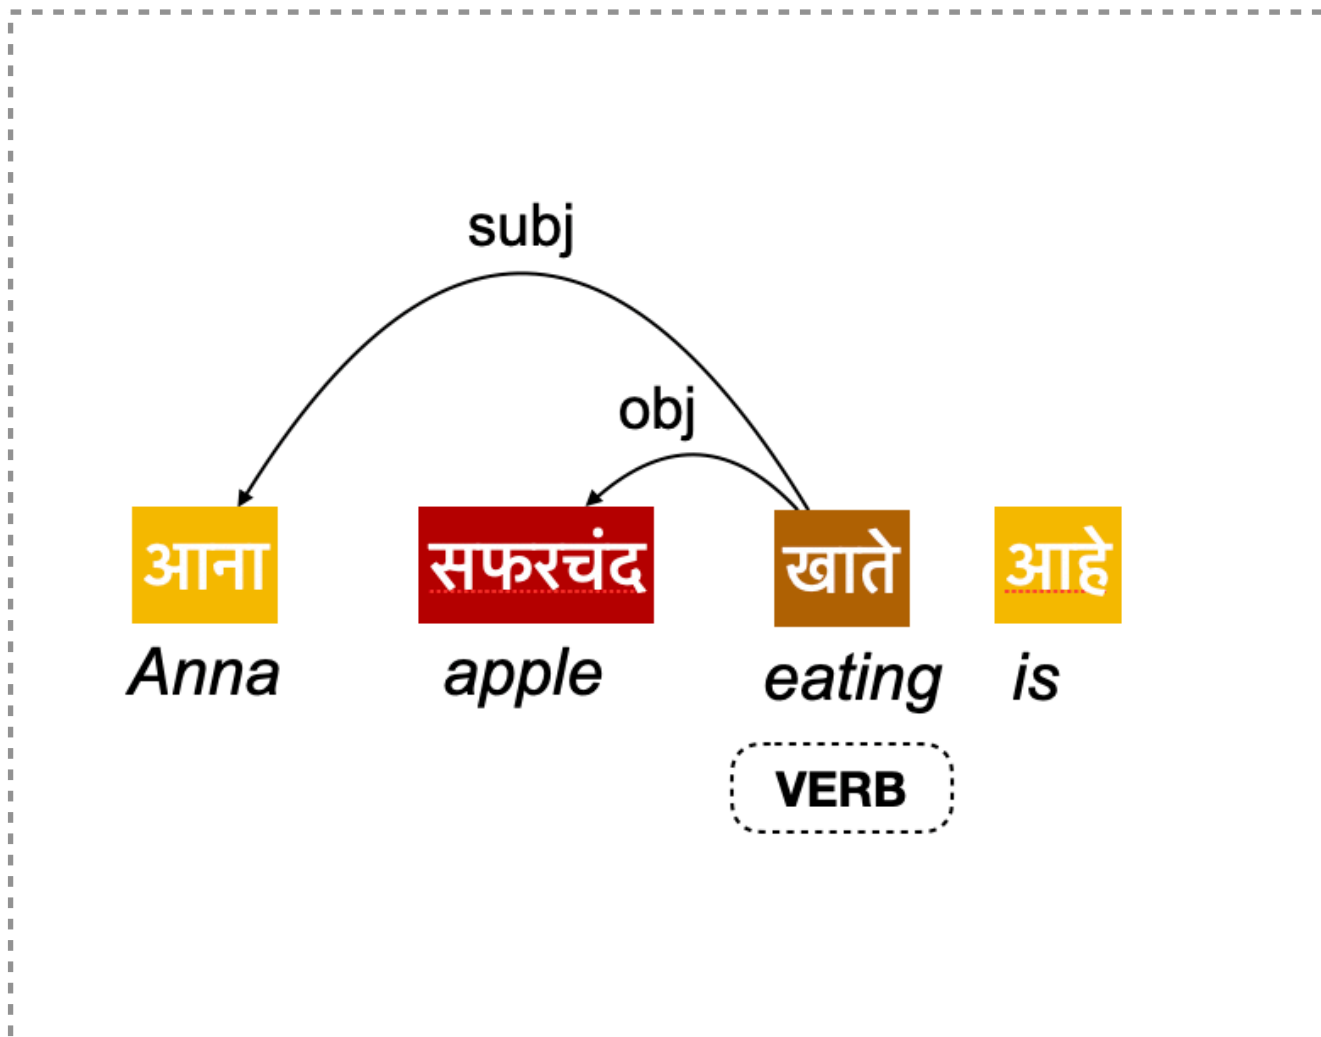 subj
obj
आना सफरचंद खाते आहे
Anna apple eating is
VERB